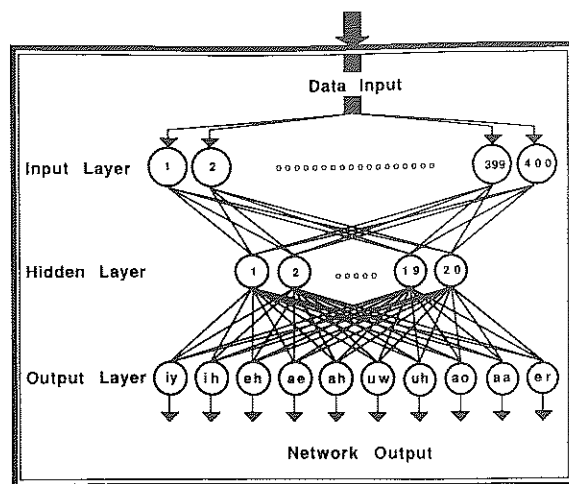 Data Input
Input Layer 1 2 399 400
Hidden Layer 1 2 19 20
Output Layer iy ih eh ae ah uw uh ao aa er
Network Output